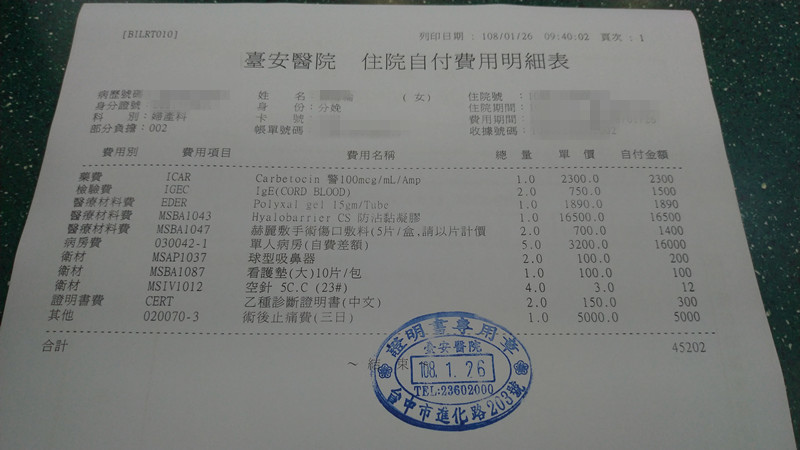 [BILRT010]
列印日期 : 108/01/26 09:40:02 頁次 : 1
臺安醫院 住院自付費用明細表
病歷號碼 姓 名 (女) 住院號 :
身分證號 身 份 : 分娩 住院期間 :
科 別 : 婦產科 卡 號 費用期間 :
部分負擔 : 002 帳單號碼 收據號碼 :
費用別 費用項目 費用名稱 總 量 單 價 自付金額
藥費 ICAR Carbetocin 警100mcg/mL/Amp 1.0 2300.0 2300
檢驗費 IGEC IgE(CORD BLOOD) 2.0 750.0 1500
醫療材料費 EDER Polyxal gel 15gm/Tube 1.0 1890.0 1890
醫療材料費 MSBA1043 Hyalobarrier CS 防沾黏凝膠 1.0 16500.0 16500
醫療材料費 MSBA1047 赫麗敷手術傷口敷料(5片/盒,請以片計價 2.0 700.0 1400
病房費 030042-1 單人病房(自費差額) 5.0 3200.0 16000
衛材 MSAP1037 球型吸鼻器 2.0 100.0 200
衛材 MSBA1087 看護墊(大)10片/包 1.0 100.0 100
衛材 MSIV1012 空針 5C.C (23#) 4.0 3.0 12
證明書費 CERT 乙種診斷證明書(中文) 2.0 150.0 300
其他 020070-3 術後止痛費(三日) 1.0 5000.0 5000
合計 45202
~ 結 束
證明書專用章
臺安醫院
108. 1. 26
TEL:23602000
台中市進化路203號